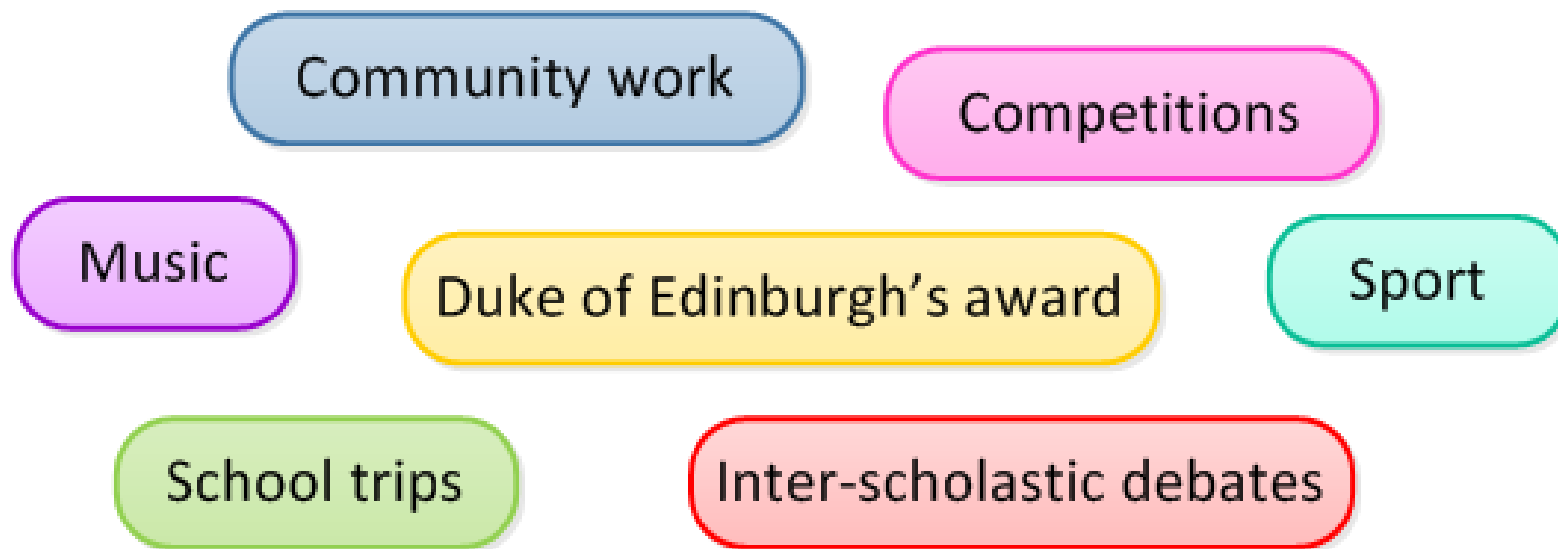 Community work
Competitions
Music
Duke of Edinburgh’s award
Sport
School trips
Inter-scholastic debates